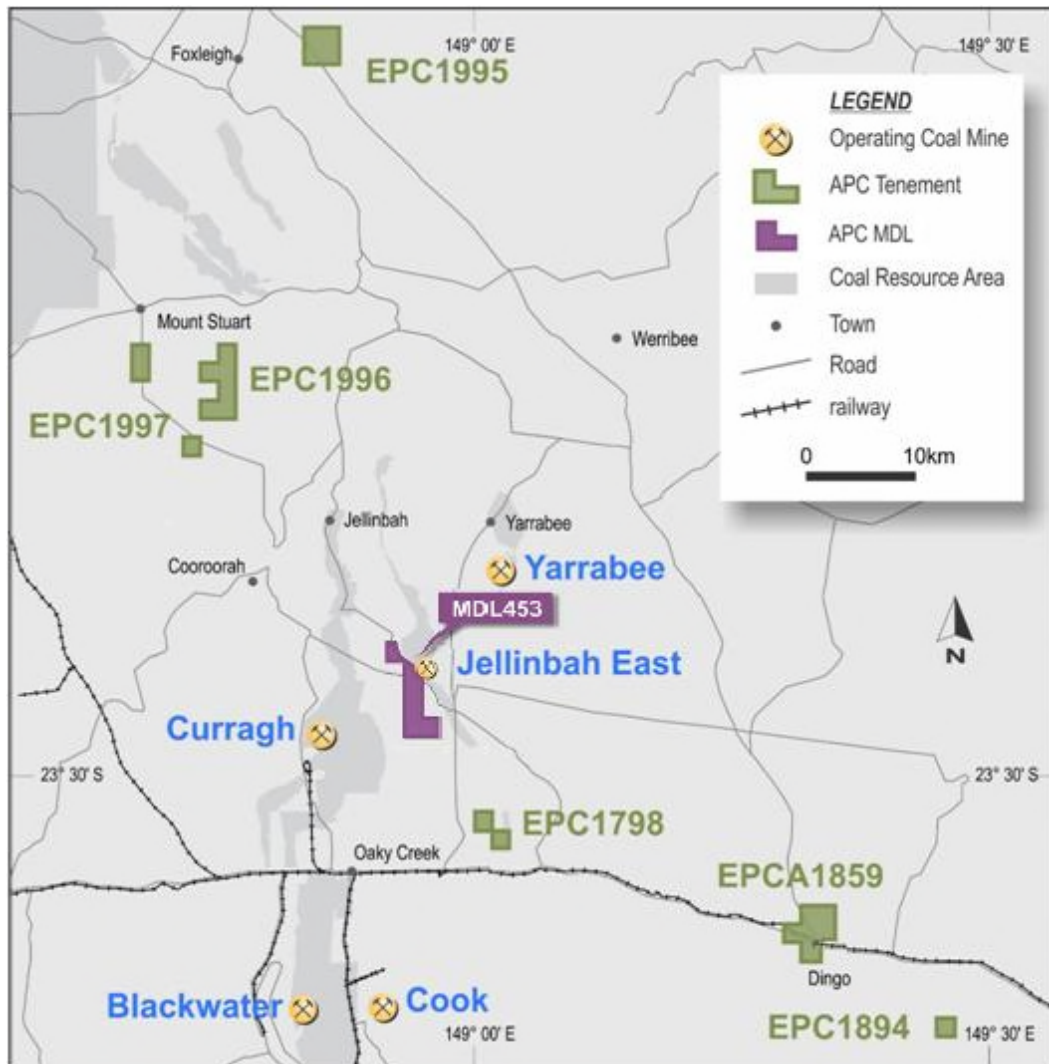 Foxleigh
149° 00' E
149° 30' E
EPC1995
LEGEND
Operating Coal Mine
APC Tenement
APC MDL
Coal Resource Area
Town
Road
railway
0 10km
Mount Stuart
Werribee
EPC1996
EPC1997
Jellinbah
Yarrabee
Cooroorah
Yarrabee
MDL453
Jellinbah East
N
Curragh
23° 30' S
23° 30' S
EPC1798
Oaky Creek
EPCA1859
Dingo
Blackwater
Cook
EPC1894
149° 00' E
149° 30' E